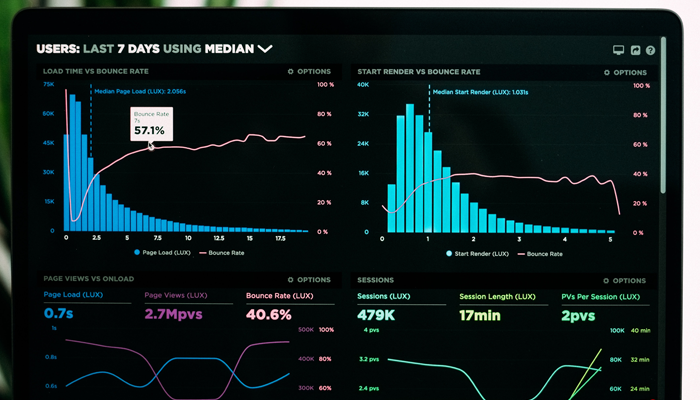 USERS: LAST 7 DAYS USING MEDIAN
LOAD TIME VS BOUNCE RATE
OPTIONS
75K
60K
45K
30K
15K
0
Median Page Load (LUX): 2.056s
Bounce Rate
7s
57.1%
100 %
80 %
60 %
40 %
20 %
0 %
0
2.5
5
7.5
10
12.5
15
17.5
Page Load (LUX)
Bounce Rate
START RENDER VS BOUNCE RATE
OPTIONS
40K
32K
24K
16K
8K
0
Median Start Render (LUX): 1.031s
100 %
80 %
60 %
40 %
20 %
0 %
0
1
2
3
4
5
Start Render (LUX)
Bounce Rate
PAGE VIEWS VS ONLOAD
OPTIONS
Page Load (LUX)
Page Views (LUX)
Bounce Rate (LUX)
0.7s
2.7Mpvs
40.6%
1s
0.8s
0.6s
500K
100%
400K
80%
300K
60%
SESSIONS
OPTIONS
Sessions (LUX)
Session Length (LUX)
PVs Per Session (LUX)
479K
17min
2pvs
4 pvs
3.2 pvs
2.4 pvs
100K
40 min
80K
32 min
60K
24 min